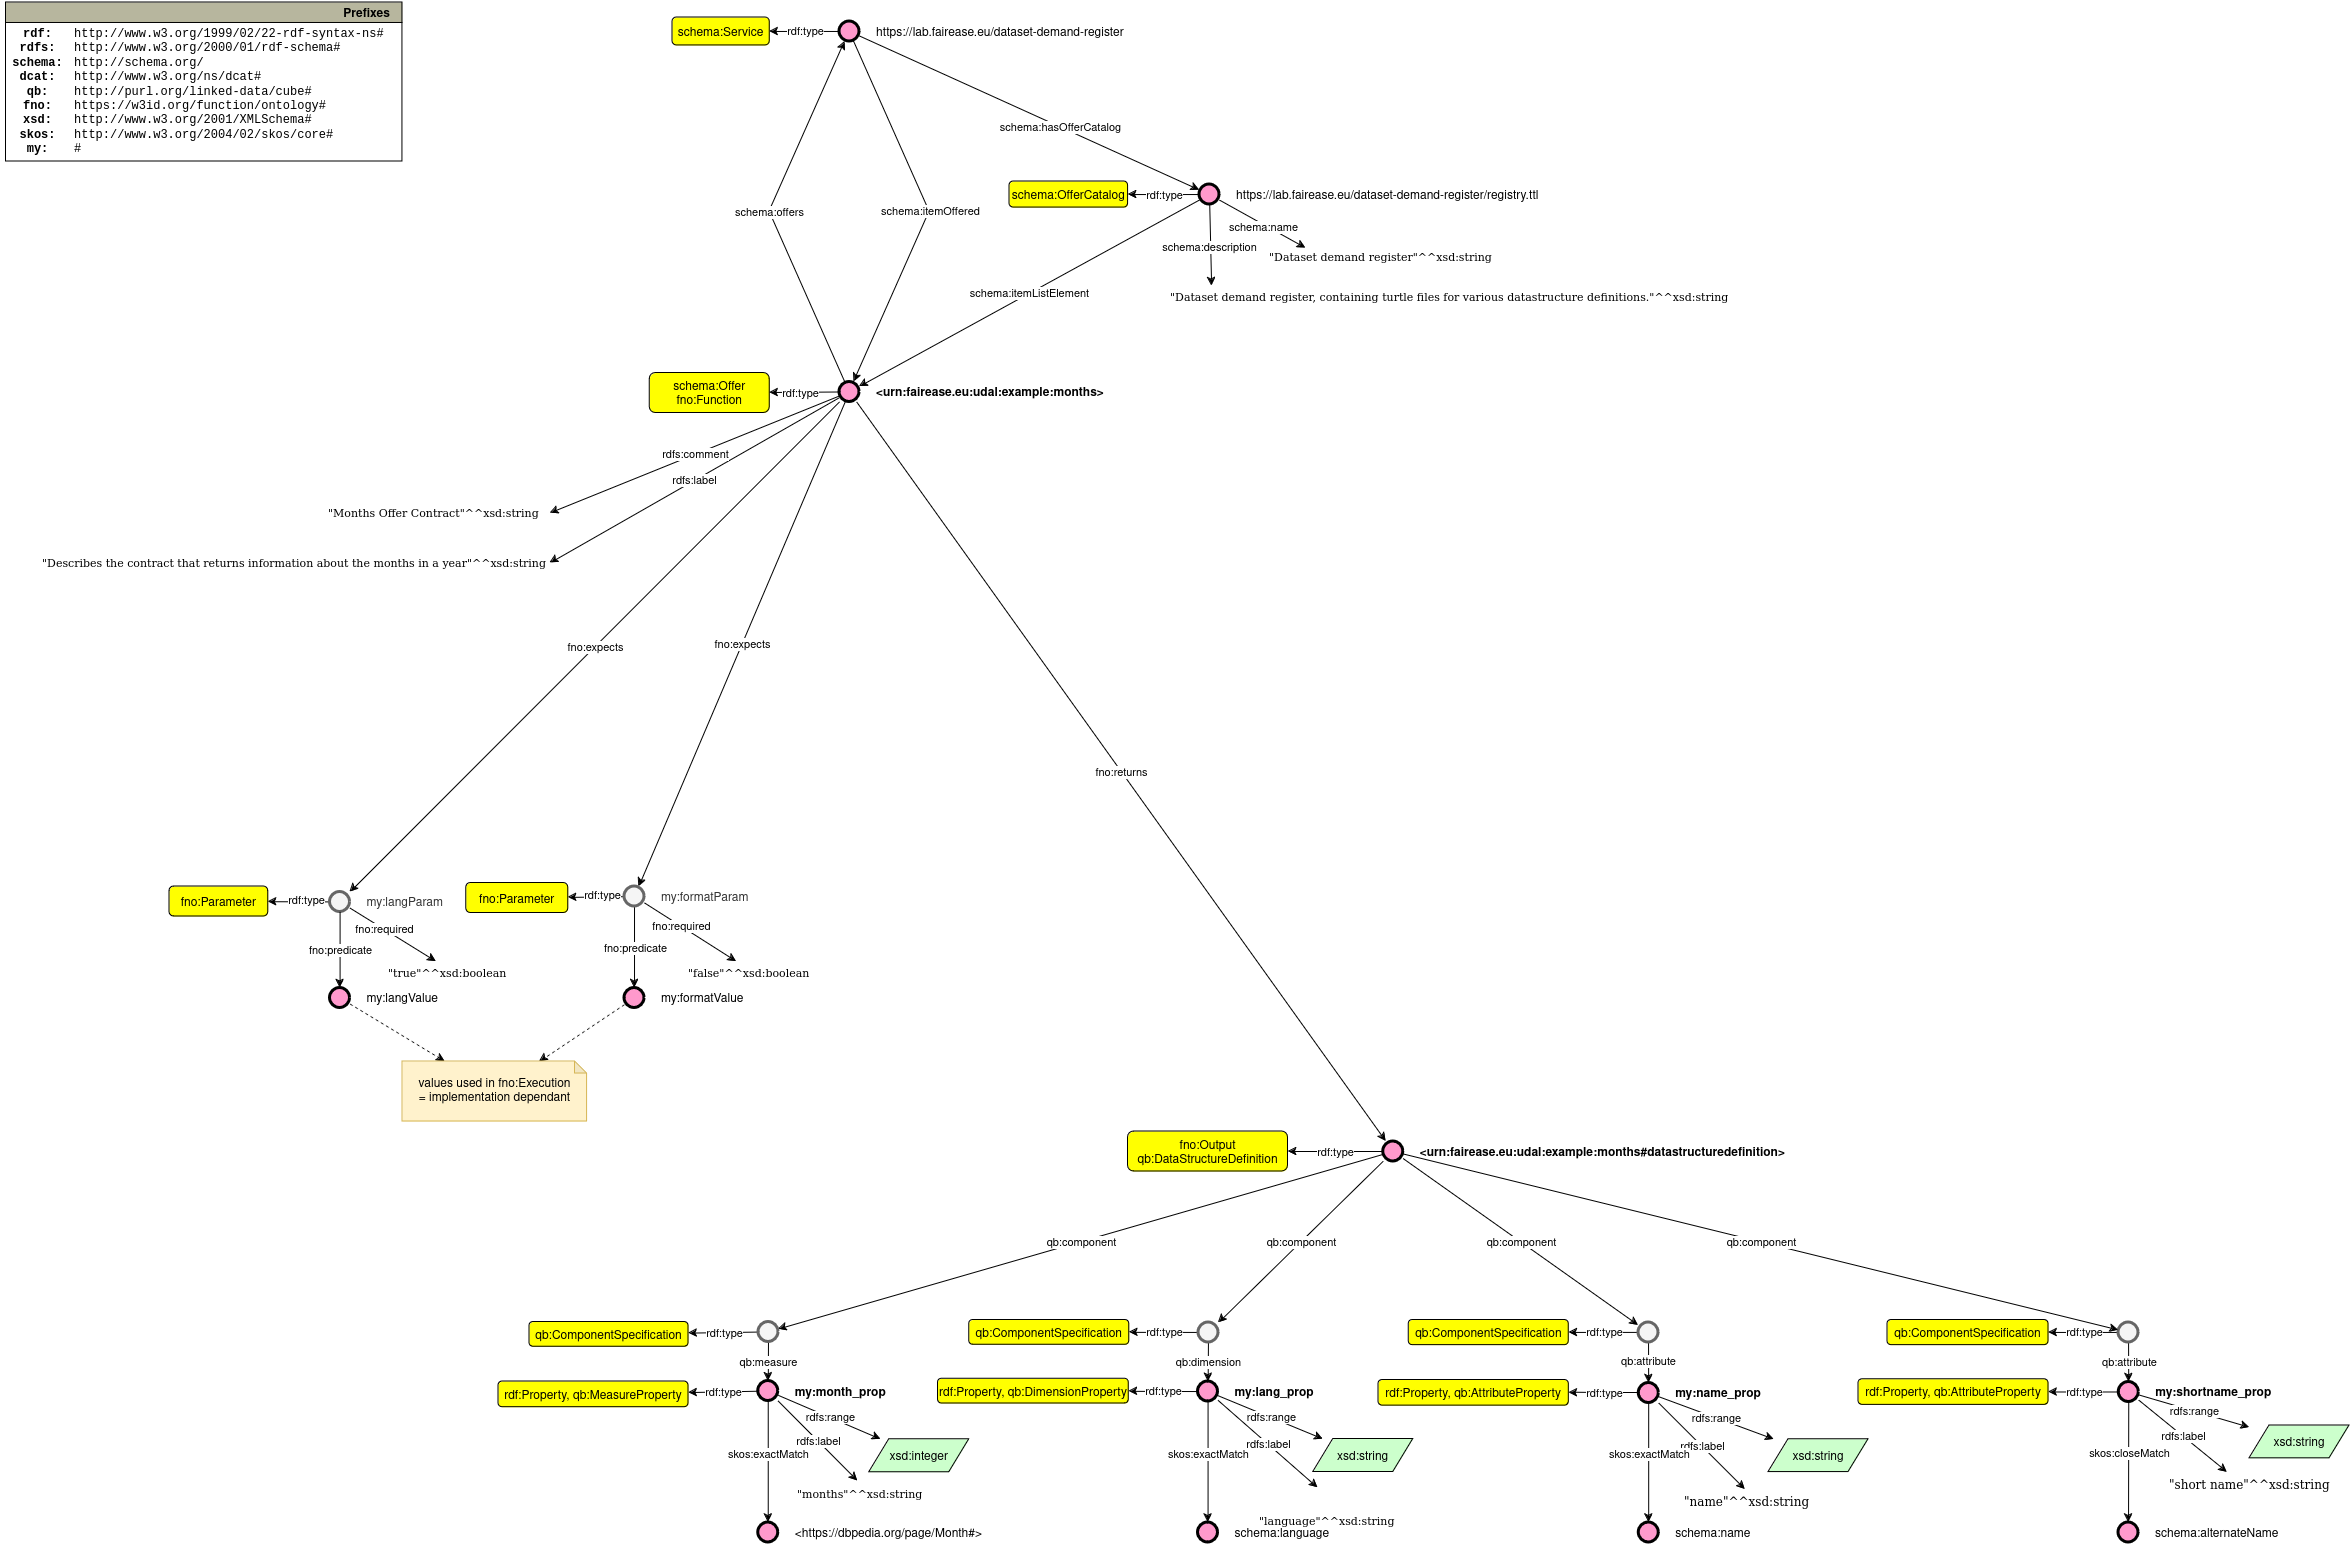 Prefixes
rdf: http://www.w3.org/1999/02/22-rdf-syntax-ns#
rdfs: http://www.w3.org/2000/01/rdf-schema#
schema: http://schema.org/
dcat: http://www.w3.org/ns/dcat#
qb: http://purl.org/linked-data/cube#
fno: https://w3id.org/function/ontology#
xsd: http://www.w3.org/2001/XMLSchema#
skos: http://www.w3.org/2004/02/skos/core#
my: #
schema:Service
rdf:type
https://lab.fairease.eu/dataset-demand-register
schema:hasOfferCatalog
schema:offers
schema:itemOffered
schema:OfferCatalog
rdf:type
https://lab.fairease.eu/dataset-demand-register/registry.ttl
schema:name
schema:description
"Dataset demand register"^^xsd:string
schema:itemListElement
"Dataset demand register, containing turtle files for various datastructure definitions."^^xsd:string
schema:Offer
fno:Function
rdf:type
<urn:fairease.eu:udal:example:months>
rdfs:comment
rdfs:label
"Months Offer Contract"^^xsd:string
"Describes the contract that returns information about the months in a year"^^xsd:string
fno:expects
fno:expects
fno:returns
fno:Parameter
rdf:type
my:langParam
fno:required
fno:predicate
"true"^^xsd:boolean
my:langValue
fno:Parameter
rdf:type
my:formatParam
fno:required
fno:predicate
"false"^^xsd:boolean
my:formatValue
values used in fno:Execution
= implementation dependant
fno:Output
qb:DataStructureDefinition
rdf:type
<urn:fairease.eu:udal:example:months#datastructuredefinition>
qb:component
qb:component
qb:component
qb:component
qb:ComponentSpecification
rdf:type
qb:measure
rdf:Property, qb:MeasureProperty
rdf:type
my:month_prop
rdfs:range
rdfs:label
skos:exactMatch
xsd:integer
"months"^^xsd:string
<https://dbpedia.org/page/Month#>
qb:ComponentSpecification
rdf:type
qb:dimension
rdf:Property, qb:DimensionProperty
rdf:type
my:lang_prop
rdfs:range
rdfs:label
skos:exactMatch
xsd:string
"language"^^xsd:string
schema:language
qb:ComponentSpecification
rdf:type
qb:attribute
rdf:Property, qb:AttributeProperty
rdf:type
my:name_prop
rdfs:range
rdfs:label
skos:exactMatch
xsd:string
"name"^^xsd:string
schema:name
qb:ComponentSpecification
rdf:type
qb:attribute
rdf:Property, qb:AttributeProperty
rdf:type
my:shortname_prop
rdfs:range
rdfs:label
skos:closeMatch
xsd:string
"short name"^^xsd:string
schema:alternateName